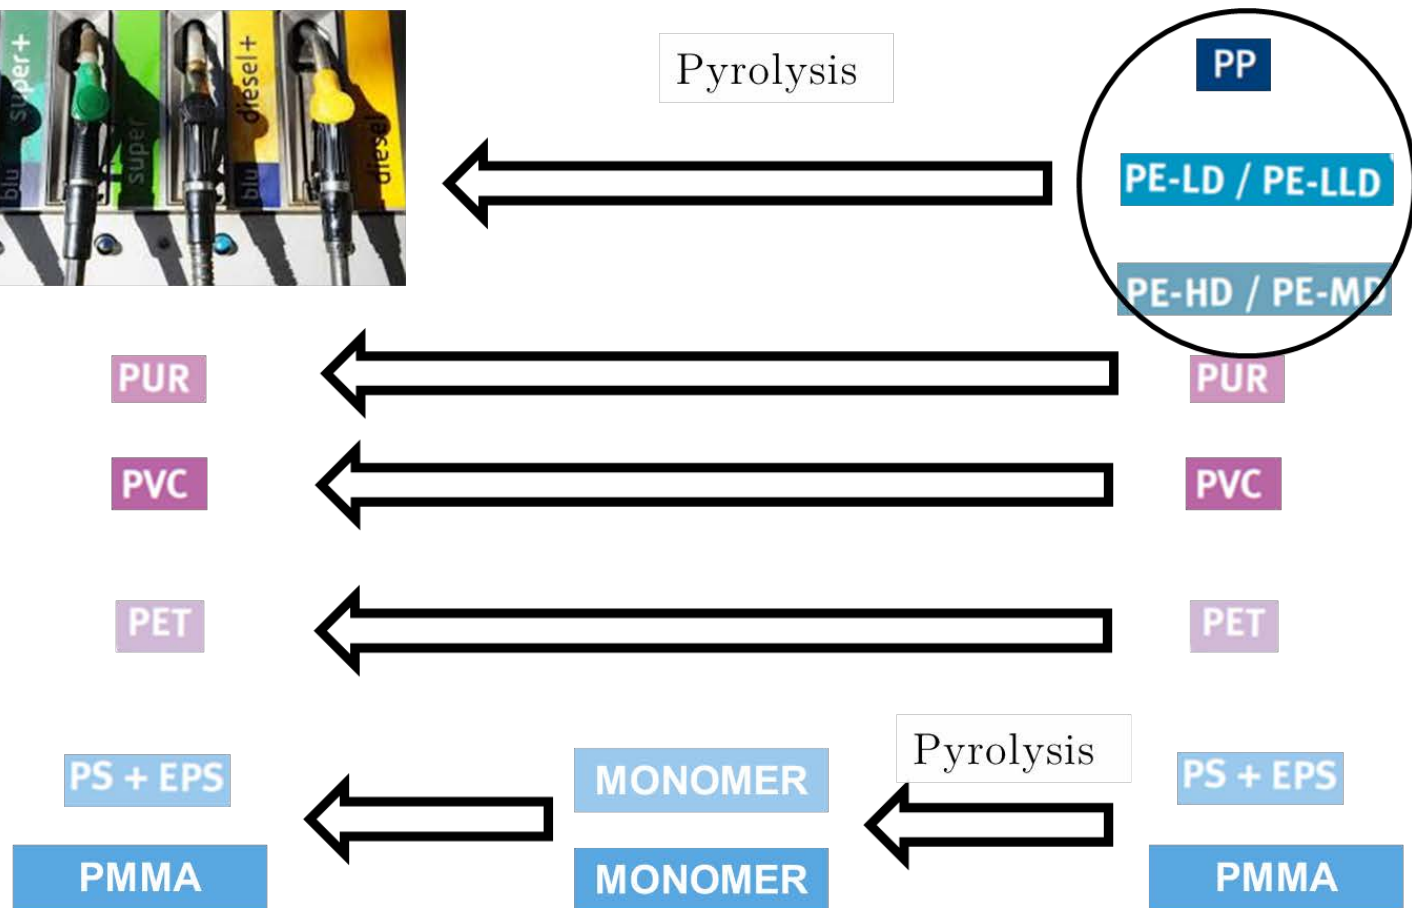 blu super+
super
blu diesel+
diesel
Pyrolysis
PP
PE-LD / PE-LLD
PE-HD / PE-MD
PUR
PUR
PVC
PVC
PET
PET
Pyrolysis
PS + EPS
MONOMER
PS + EPS
PMMA
MONOMER
PMMA